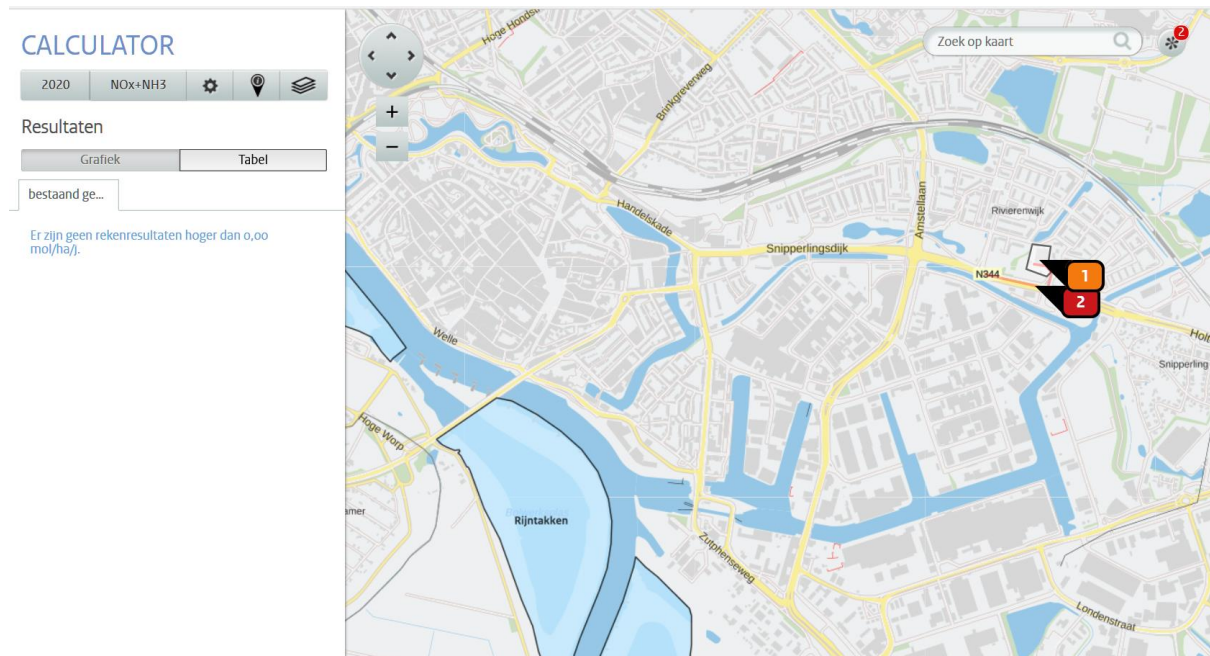 CALCULATOR
2020
NOx+NH3
Resultaten
Grafiek
Tabel
bestaand ge...
Er zijn geen rekenresultaten hoger dan 0,00
mol/ha/j.
Zoek op kaart
2
+
−
Hoge Hondst
Brinkgreverweg
Handelskade
Amstellaan
Rivierenwijk
Snipperlingsdijk
N344
1
2
Holt
Snipperling
Welle
Hoge Worp
amer
Rijntakken
Zutphenseweg
Londenstraat